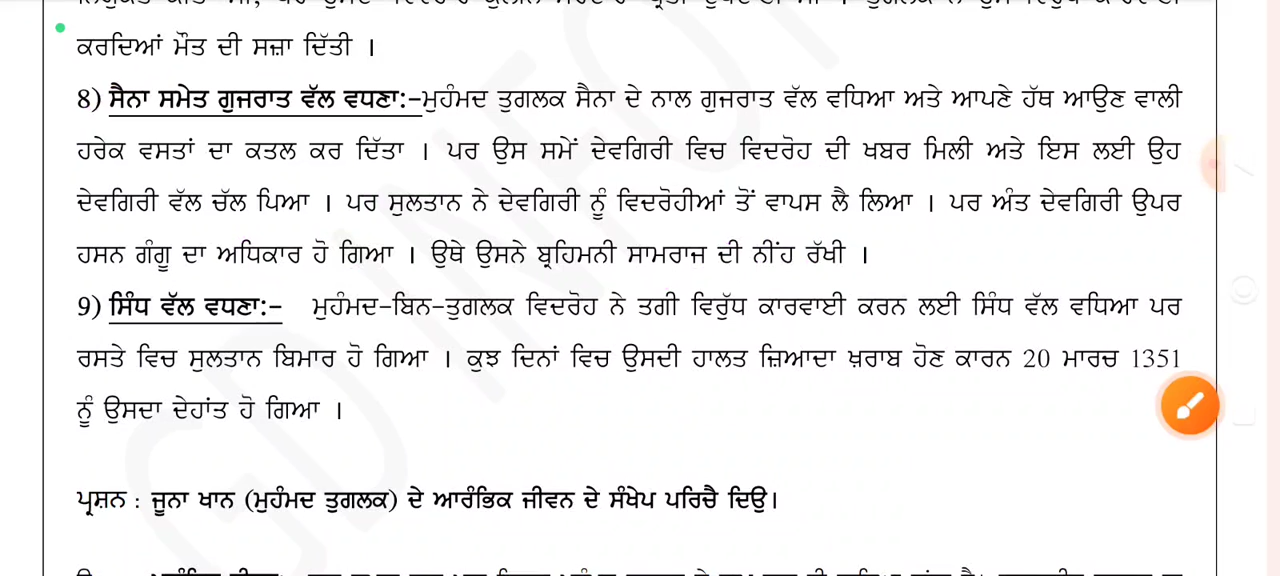 ਕਰਦਿਆਂ ਮੌਤ ਦੀ ਸਜ਼ਾ ਦਿੱਤੀ ।
8) ਸੈਨਾ ਸਮੇਤ ਗੁਜਰਾਤ ਵੱਲ ਵਧਣਾ:-ਮੁਹੰਮਦ ਤੁਗਲਕ ਸੈਨਾ ਦੇ ਨਾਲ ਗੁਜਰਾਤ ਵੱਲ ਵਧਿਆ ਅਤੇ ਆਪਣੇ ਹੱਥ ਆਉਣ ਵਾਲੀ
ਹਰੇਕ ਵਸਤਾਂ ਦਾ ਕਤਲ ਕਰ ਦਿੱਤਾ । ਪਰ ਉਸ ਸਮੇਂ ਦੇਵਗਿਰੀ ਵਿਚ ਵਿਦਰੋਹ ਦੀ ਖਬਰ ਮਿਲੀ ਅਤੇ ਇਸ ਲਈ ਉਹ
ਦੇਵਗਿਰੀ ਵੱਲ ਚੱਲ ਪਿਆ । ਪਰ ਸੁਲਤਾਨ ਨੇ ਦੇਵਗਿਰੀ ਨੂੰ ਵਿਦਰੋਹੀਆਂ ਤੋਂ ਵਾਪਸ ਲੈ ਲਿਆ । ਪਰ ਅੰਤ ਦੇਵਗਿਰੀ ਉਪਰ
ਹਸਨ ਗੰਗੂ ਦਾ ਅਧਿਕਾਰ ਹੋ ਗਿਆ । ਉਥੇ ਉਸਨੇ ਬ੍ਰਹਿਮਨੀ ਸਾਮਰਾਜ ਦੀ ਨੀਂਹ ਰੱਖੀ ।
9) ਸਿੰਧ ਵੱਲ ਵਧਣਾ:- ਮੁਹੰਮਦ-ਬਿਨ-ਤੁਗਲਕ ਵਿਦਰੋਹ ਨੇ ਤਗੀ ਵਿਰੁੱਧ ਕਾਰਵਾਈ ਕਰਨ ਲਈ ਸਿੰਧ ਵੱਲ ਵਧਿਆ ਪਰ
ਰਸਤੇ ਵਿਚ ਸੁਲਤਾਨ ਬਿਮਾਰ ਹੋ ਗਿਆ । ਕੁਝ ਦਿਨਾਂ ਵਿਚ ਉਸਦੀ ਹਾਲਤ ਜ਼ਿਆਦਾ ਖ਼ਰਾਬ ਹੋਣ ਕਾਰਨ 20 ਮਾਰਚ 1351
ਨੂੰ ਉਸਦਾ ਦੇਹਾਂਤ ਹੋ ਗਿਆ ।
ਪ੍ਰਸ਼ਨ : ਜੂਨਾ ਖਾਨ (ਮੁਹੰਮਦ ਤੁਗਲਕ) ਦੇ ਆਰੰਭਿਕ ਜੀਵਨ ਦੇ ਸੰਖੇਪ ਪਰਿਚੈ ਦਿਉ।